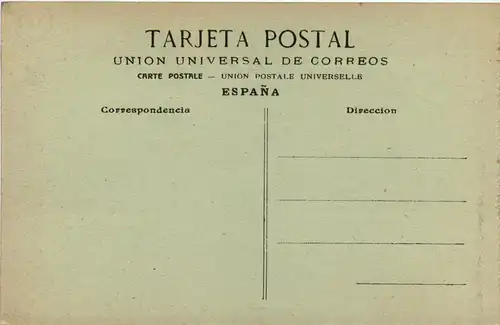 TARJETA POSTAL
UNION UNIVERSAL DE CORREOS
CARTE POSTALE — UNION POSTALE UNIVERSELLE
ESPAÑA
Correspondencia
Direccion